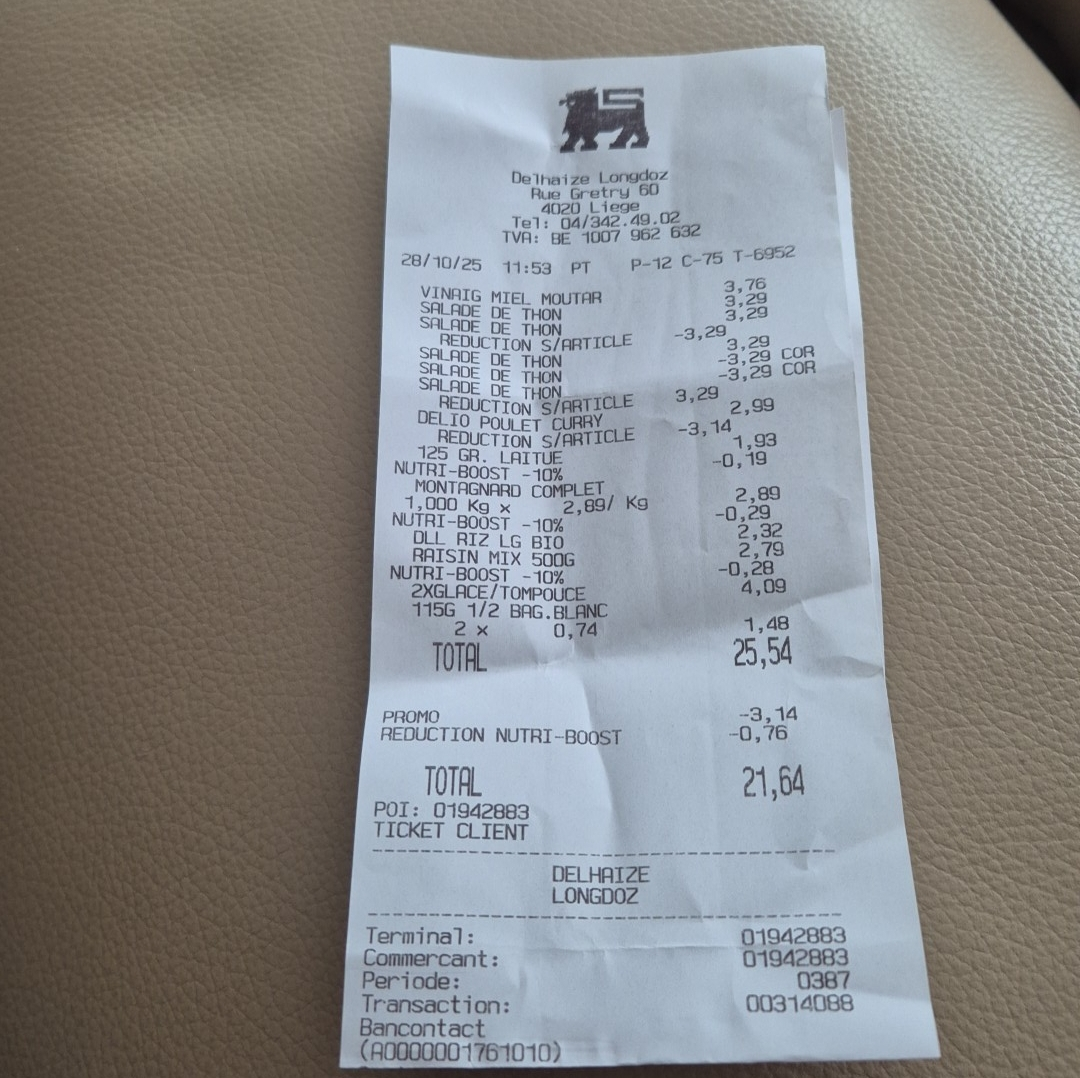 Delhaize Longdoz
Rue Gretry 60
4020 Liege
Tel: 04/342.49.02
TVA: BE 1007 962 632
28/10/25 11:53 PT P-12 C-75 T-6952
VINAIG MIEL MOUTAR 3,76
SALADE DE THON 3,29
SALADE DE THON 3,29
REDUCTION S/ARTICLE -3,29
SALADE DE THON 3,29
SALADE DE THON -3,29 COR
SALADE DE THON -3,29 COR
REDUCTION S/ARTICLE 3,29
DELIO POULET CURRY 2,99
REDUCTION S/ARTICLE -3,14
125 GR. LAITUE 1,93
NUTRI-BOOST -10% -0,19
MONTAGNARD COMPLET
1,000 Kg x 2,89/ Kg 2,89
NUTRI-BOOST -10% -0,29
DLL RIZ LG BIO 2,32
RAISIN MIX 500G 2,79
NUTRI-BOOST -10% -0,28
2XGLACE/TOMPOUCE 4,09
115G 1/2 BAG.BLANC
2 x 0,74 1,48
TOTAL 25,54
PROMO -3,14
REDUCTION NUTRI-BOOST -0,76
TOTAL 21,64
POI: 01942883
TICKET CLIENT
DELHAIZE
LONGDOZ
Terminal: 01942883
Commercant: 01942883
Periode: 0387
Transaction: 00314088
Bancontact
(A0000001761010)